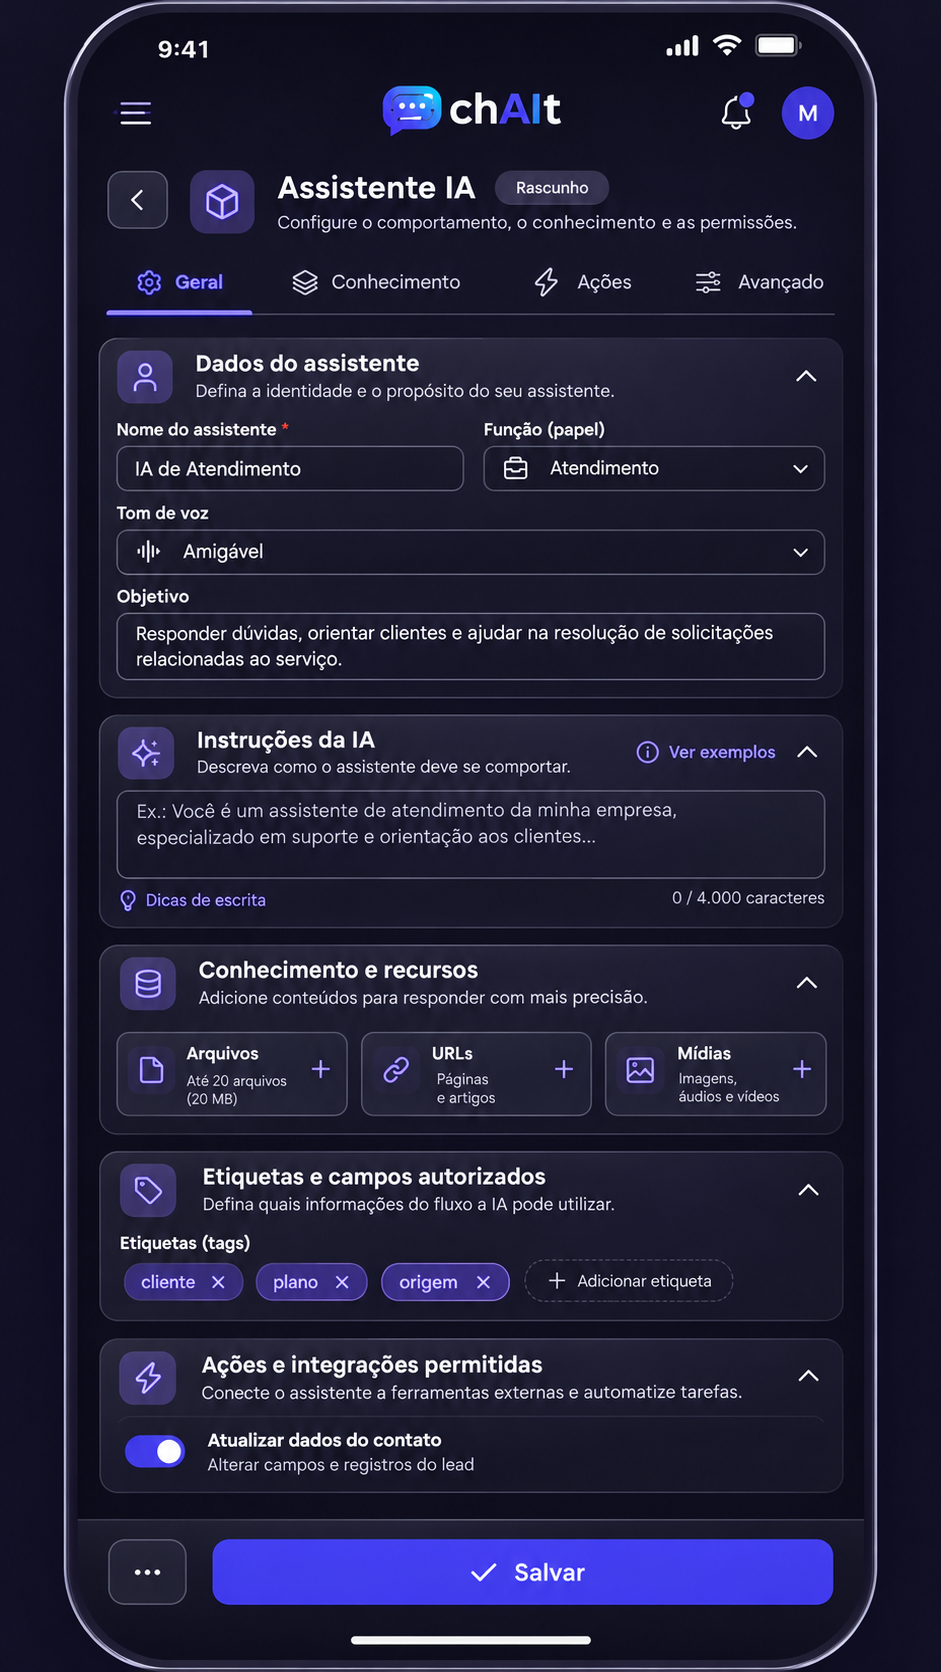 9:41
chAIt
M
Assistente IA
Rascunho
Configure o comportamento, o conhecimento e as permissões.
Geral
Conhecimento
Ações
Avançado
Dados do assistente
Defina a identidade e o propósito do seu assistente.
Nome do assistente *
Função (papel)
IA de Atendimento
Atendimento
Tom de voz
Amigável
Objetivo
Responder dúvidas, orientar clientes e ajudar na resolução de solicitações
relacionadas ao serviço.
Instruções da IA
Descreva como o assistente deve se comportar.
Ver exemplos
Ex.: Você é um assistente de atendimento da minha empresa,
especializado em suporte e orientação aos clientes...
Dicas de escrita
0 / 4.000 caracteres
Conhecimento e recursos
Adicione conteúdos para responder com mais precisão.
Arquivos
Até 20 arquivos
(20 MB)
URLs
Páginas
e artigos
Mídias
Imagens,
áudios e vídeos
Etiquetas e campos autorizados
Defina quais informações do fluxo a IA pode utilizar.
Etiquetas (tags)
cliente
plano
origem
Adicionar etiqueta
Ações e integrações permitidas
Conecte o assistente a ferramentas externas e automatize tarefas.
Atualizar dados do contato
Alterar campos e registros do lead
Salvar